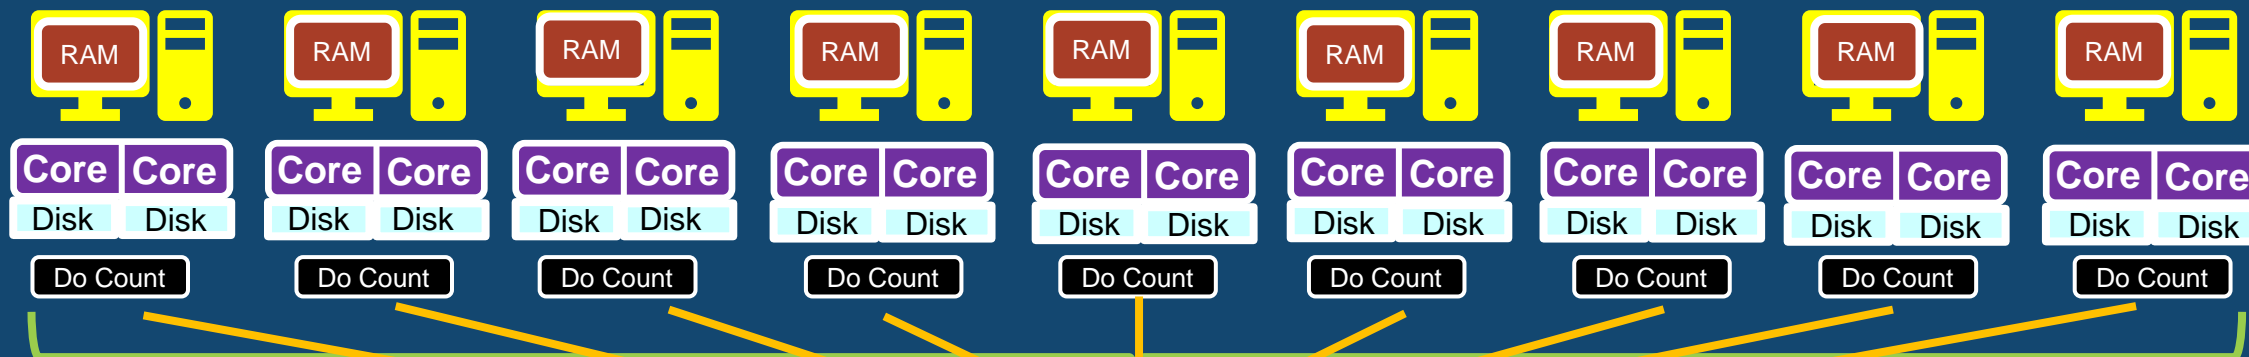 RAM RAM RAM RAM RAM RAM RAM RAM RAM
Core Core Core Core Core Core Core Core Core Core Core Core Core Core Core Core Core Core
Disk Disk Disk Disk Disk Disk Disk Disk Disk Disk Disk Disk Disk Disk Disk Disk Disk Disk
Do Count Do Count Do Count Do Count Do Count Do Count Do Count Do Count Do Count